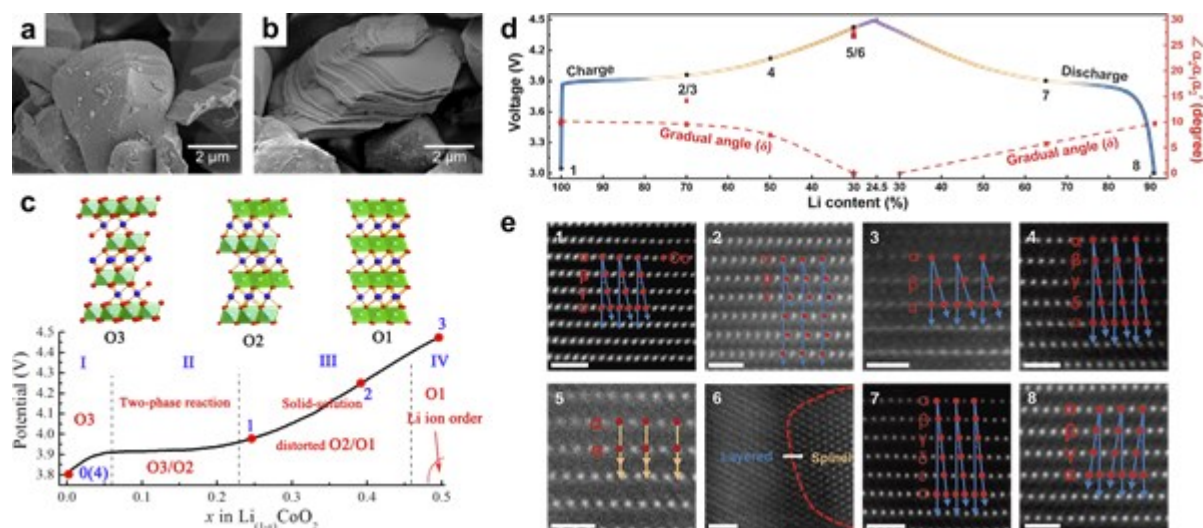 a
2 μm
b
2 μm
c
O3
O2
O1
Potential (V)
4.5
4.4
4.3
4.2
4.1
4.0
3.9
3.8
I
II
III
IV
3
O3
Two-phase reaction
1
Solid-solution
2
O1
Li ion order
distorted O2/O1
0(4)
O3/O2
0.0
0.1
0.2
0.3
0.4
0.5
x in Li(1-x)CoO2
d
Voltage (V)
4.5
4.2
3.9
3.6
3.3
3.0
Charge
2/3
4
5/6
7
Discharge
8
1
Gradual angle (δ)
Gradual angle (δ)
100 90 80 70 60 50 40 30 24.5 30 40 50 60 70 80 90
Li content (%)
30
25
20
15
10
5
0
(degree)
e
1
α
β
γ
Co
2
3
α
β
α
4
α
β
γ
δ
α
5
α
α
6
Layered
Spinel
7
α
β
γ
α
8
α
β
γ
α